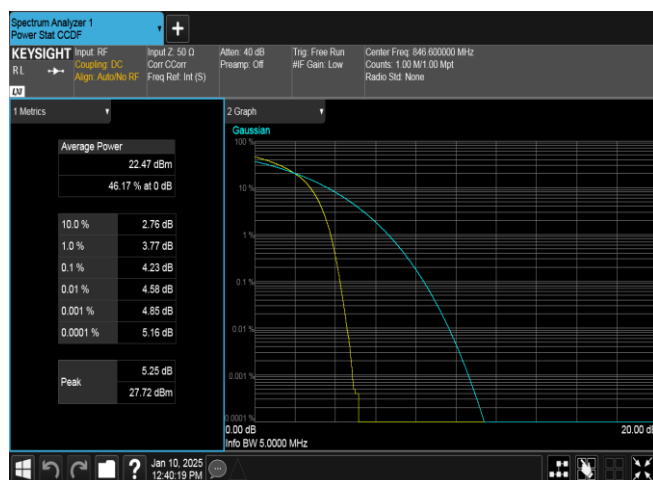 Spectrum Analyzer 1
Power Stat CCDF
+
KEYSIGHT Input: RF Input Z: 50 Ω Atten: 40 dB Trig: Free Run Center Freq: 846.600000 MHz
RL Coupling: DC Corr CCorr Preamp: Off #IF Gain: Low Counts: 1.00 M/1.00 Mpt
Align: Auto/No RF Freq Ref: Int (S) Radio Std: None
LXI
1 Metrics 2 Graph
Average Power
22.47 dBm
46.17 % at 0 dB
10.0 % 2.76 dB
1.0 % 3.77 dB
0.1 % 4.23 dB
0.01 % 4.58 dB
0.001 % 4.85 dB
0.0001 % 5.16 dB
Peak 5.25 dB
27.72 dBm
Gaussian
100 %
10 %
1 %
0.1 %
0.01 %
0.001 %
0.0001 %
0.00 dB 20.00 dB
Info BW 5.0000 MHz
? Jan 10, 2025
12:40:19 PM